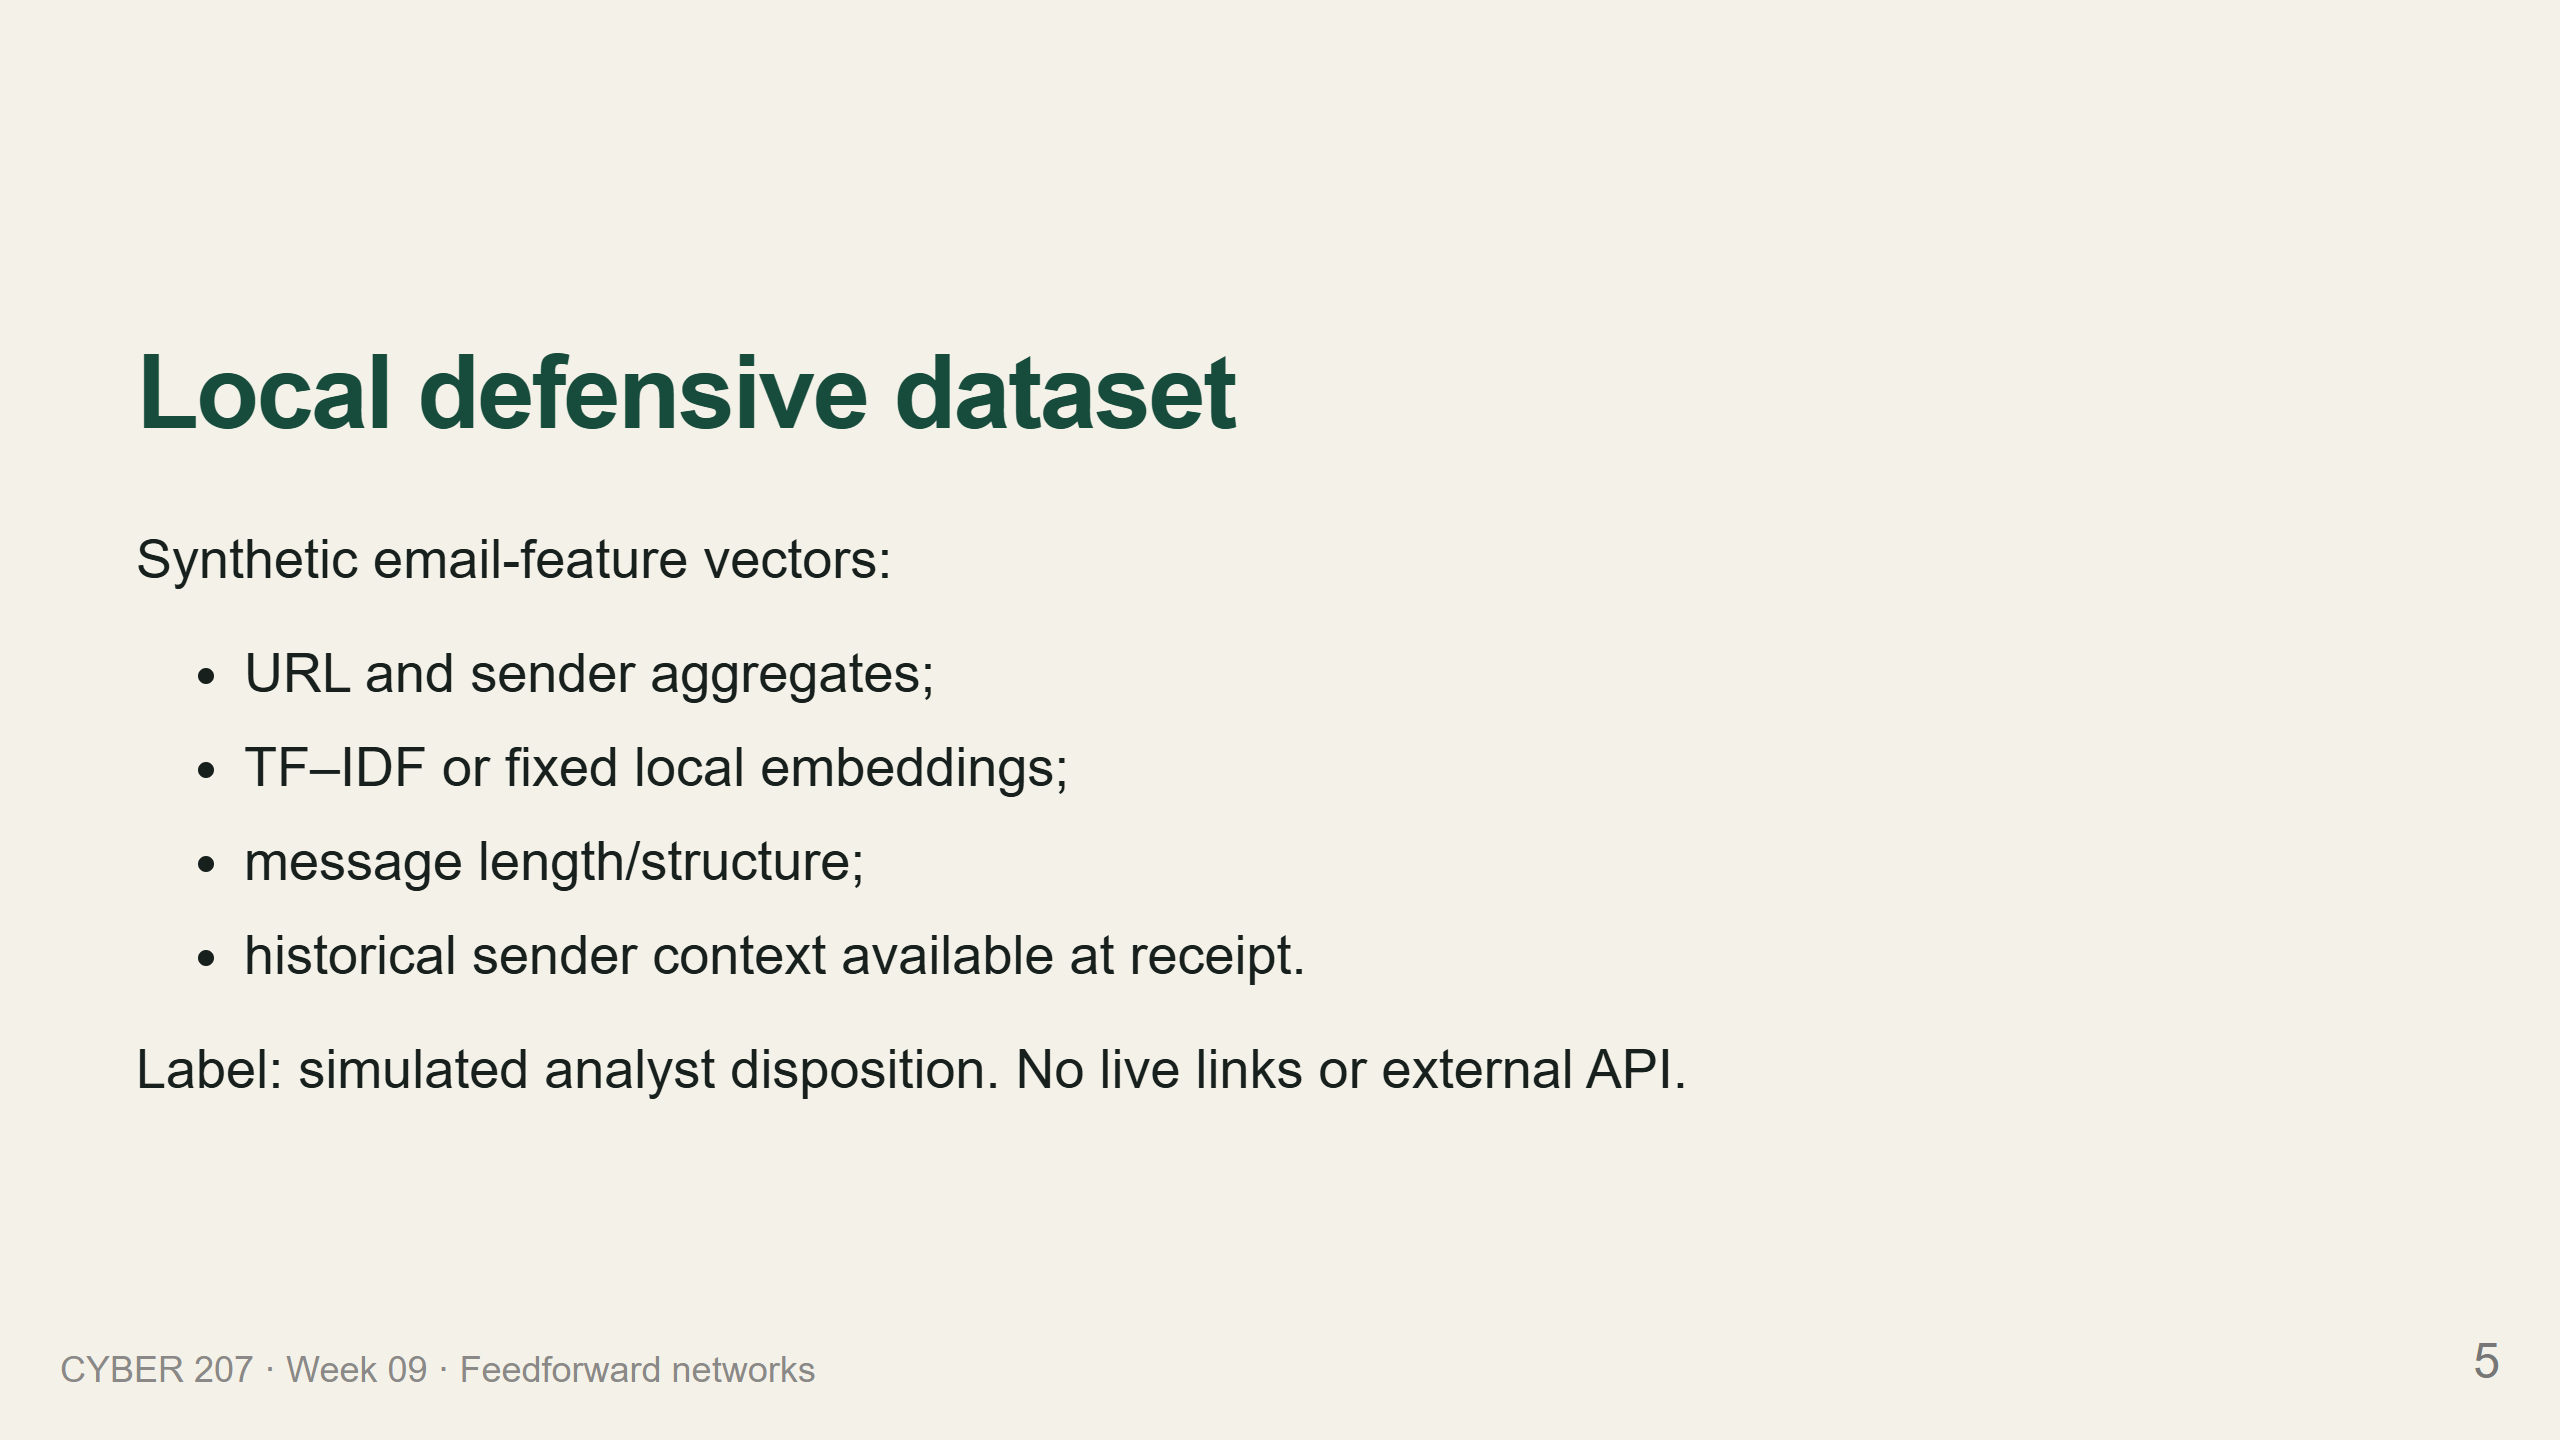 Local defensive dataset
Synthetic email-feature vectors:
• URL and sender aggregates;
• TF–IDF or fixed local embeddings;
• message length/structure;
• historical sender context available at receipt.
Label: simulated analyst disposition. No live links or external API.
CYBER 207 · Week 09 · Feedforward networks
5